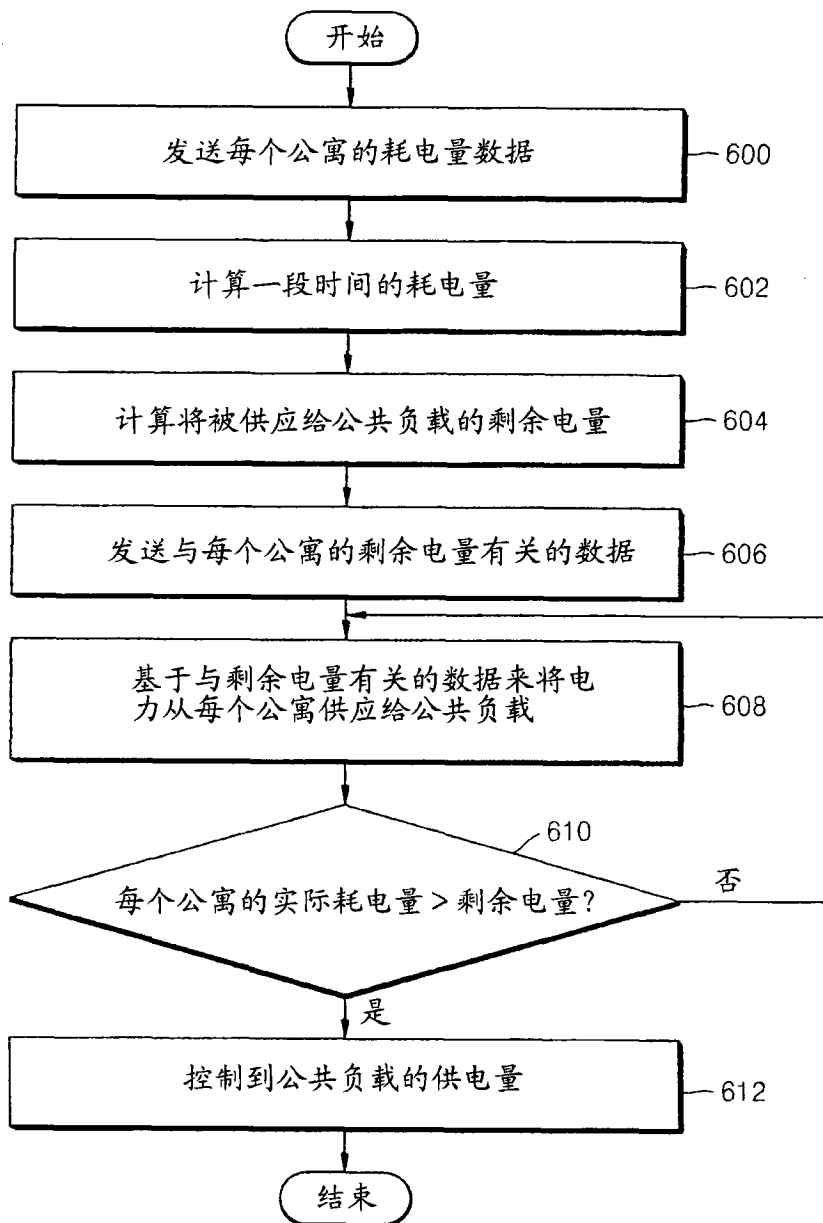 开始
发送每个公寓的耗电量数据
600
计算一段时间的耗电量
602
计算将被供应给公共负载的剩余电量
604
发送与每个公寓的剩余电量有关的数据
606
基于与剩余电量有关的数据来将电
力从每个公寓供应给公共负载
608
610
每个公寓的实际耗电量 > 剩余电量?
否
是
控制到公共负载的供电量
612
结束